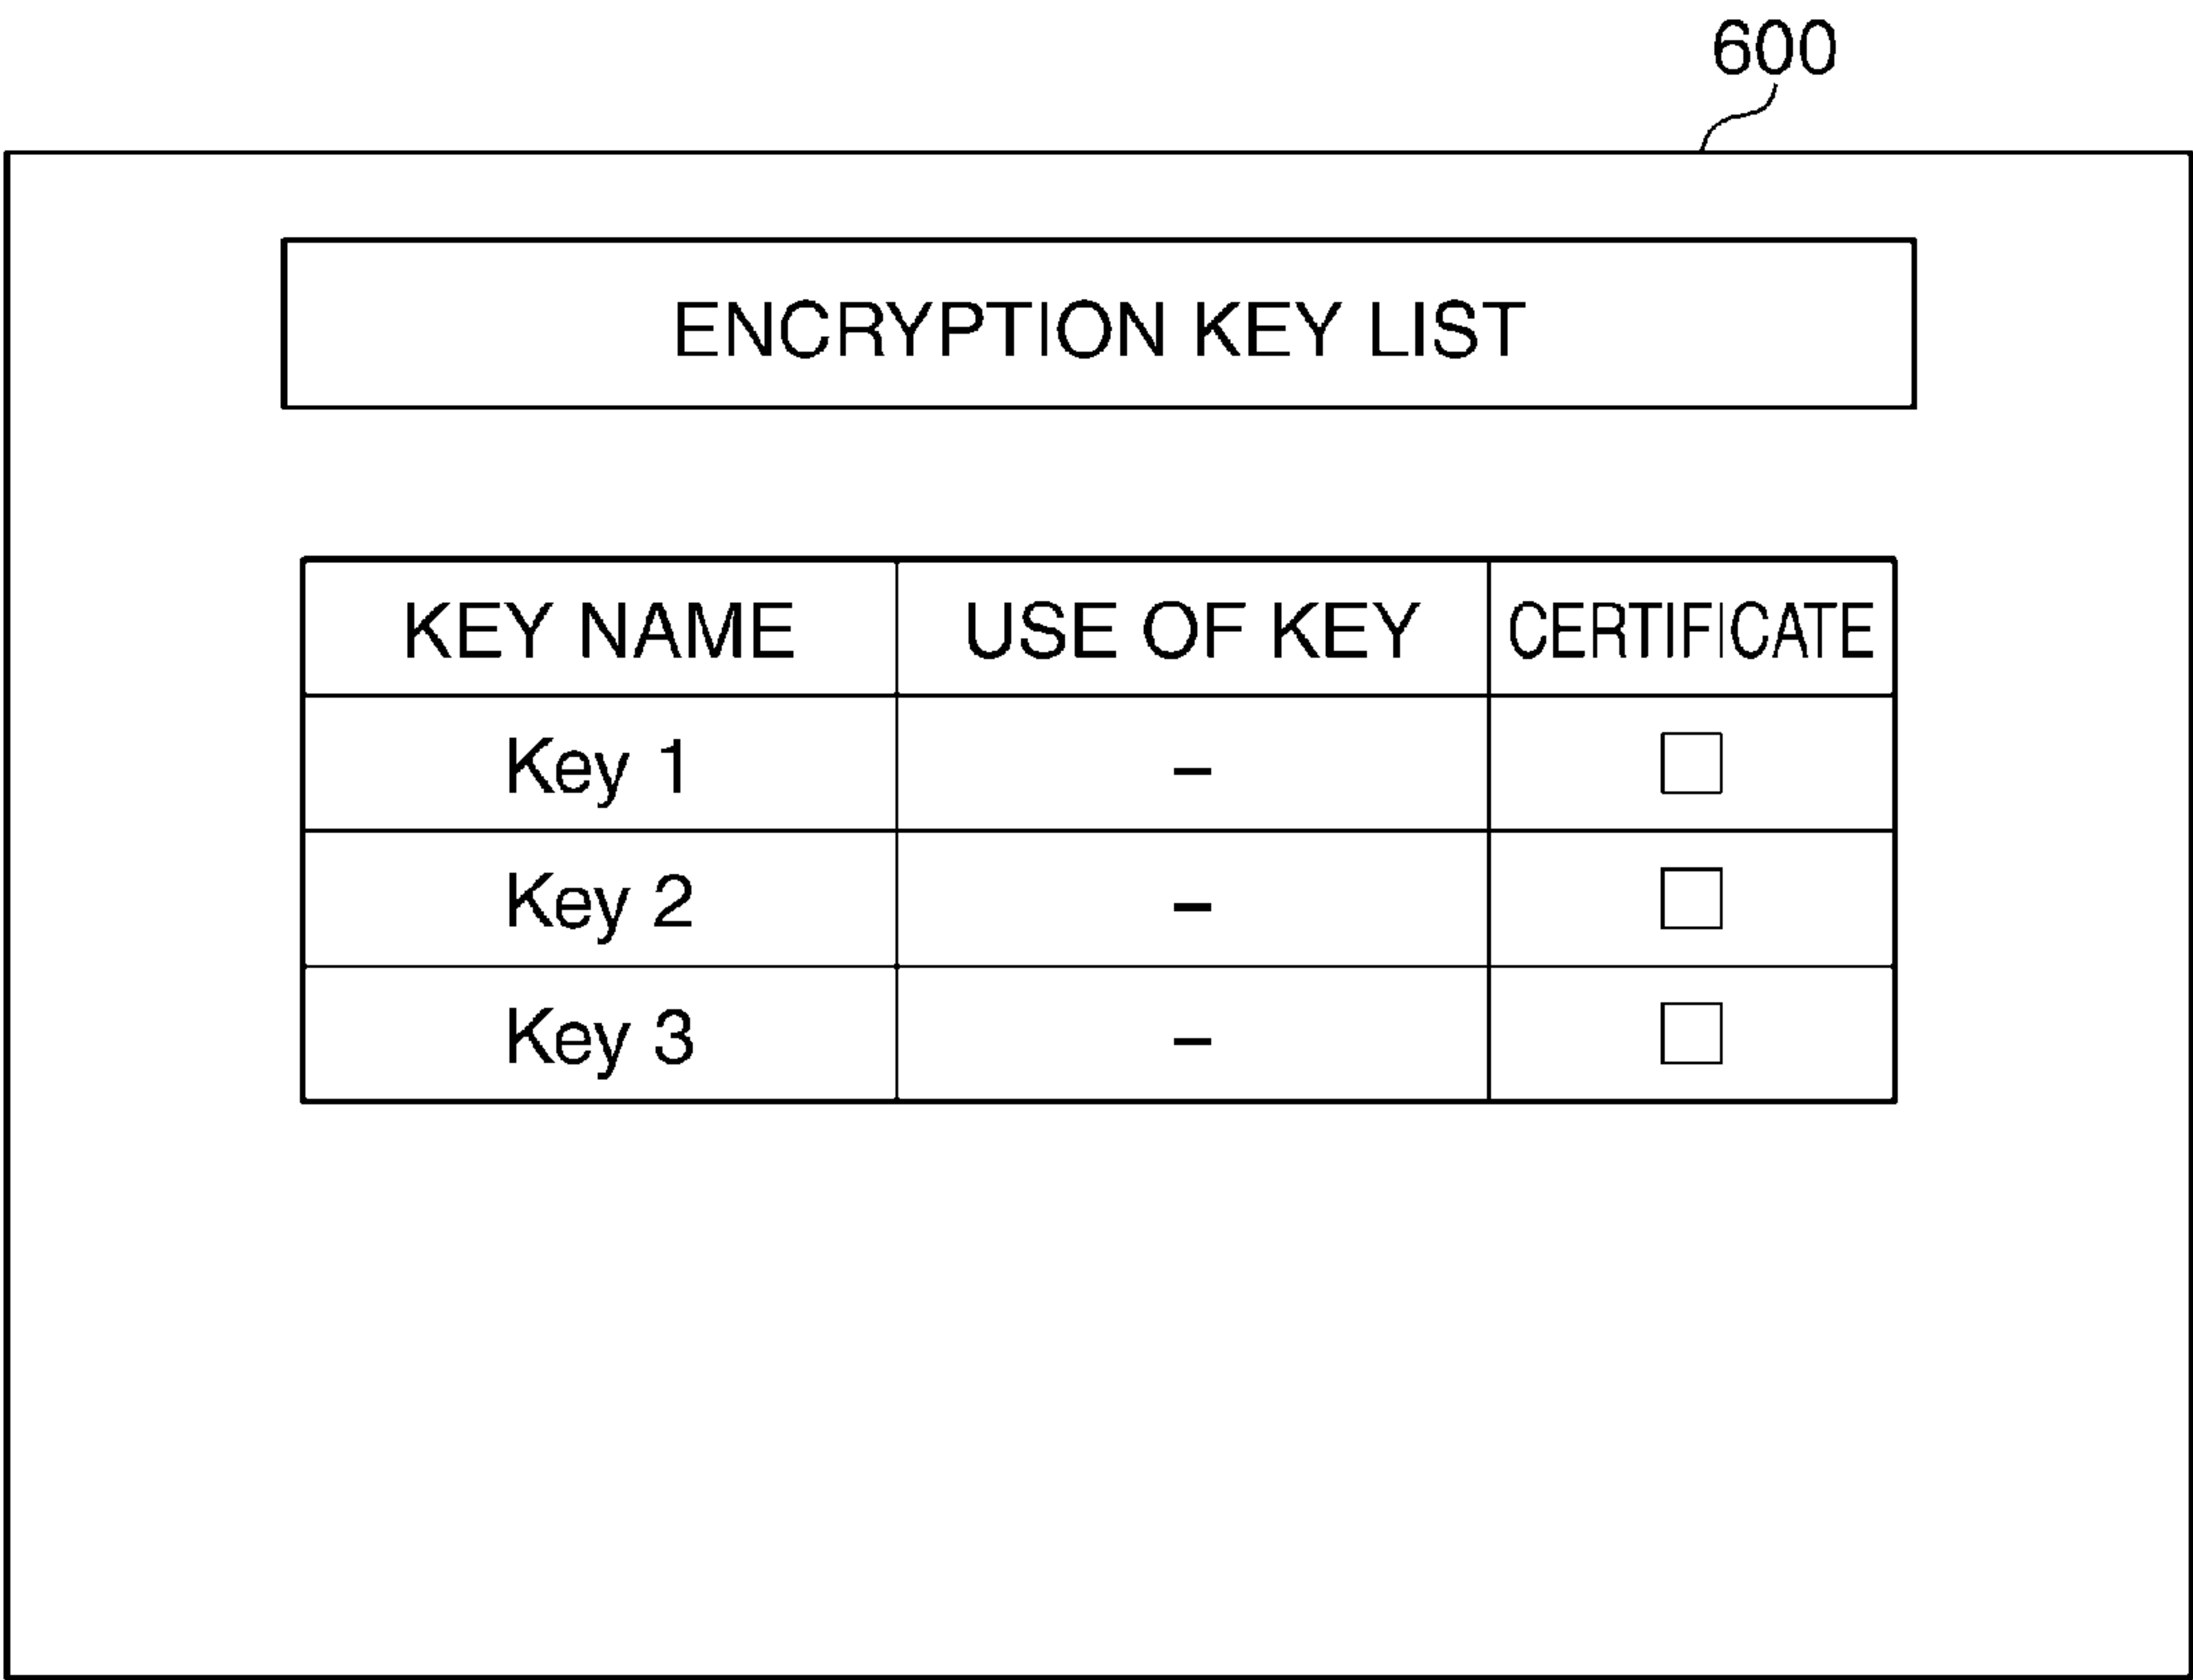 600
ENCRYPTION KEY LIST
KEY NAME USE OF KEY CERTIFICATE
Key 1 –
Key 2 –
Key 3 –